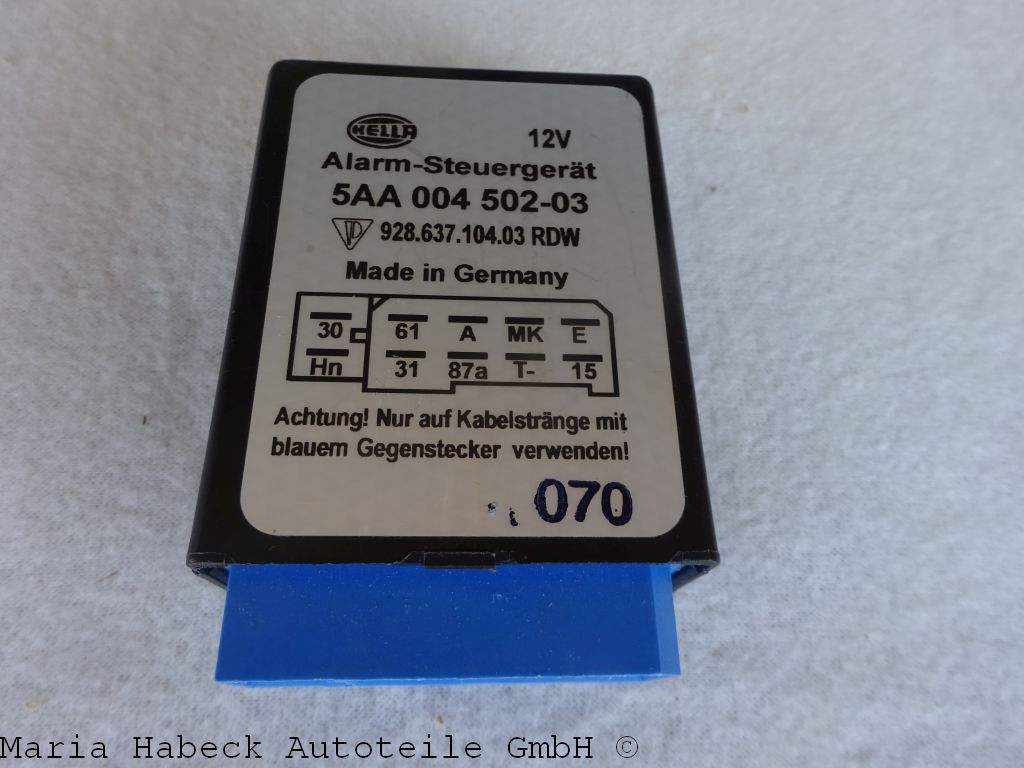 HELLA 12V
Alarm-Steuergerät
5AA 004 502-03
928.637.104.03 RDW
Made in Germany
30 61 A MK E
Hn 31 87a T- 15
Achtung! Nur auf Kabelstränge mit
blauem Gegenstecker verwenden!
070
Maria Habeck Autoteile GmbH ©